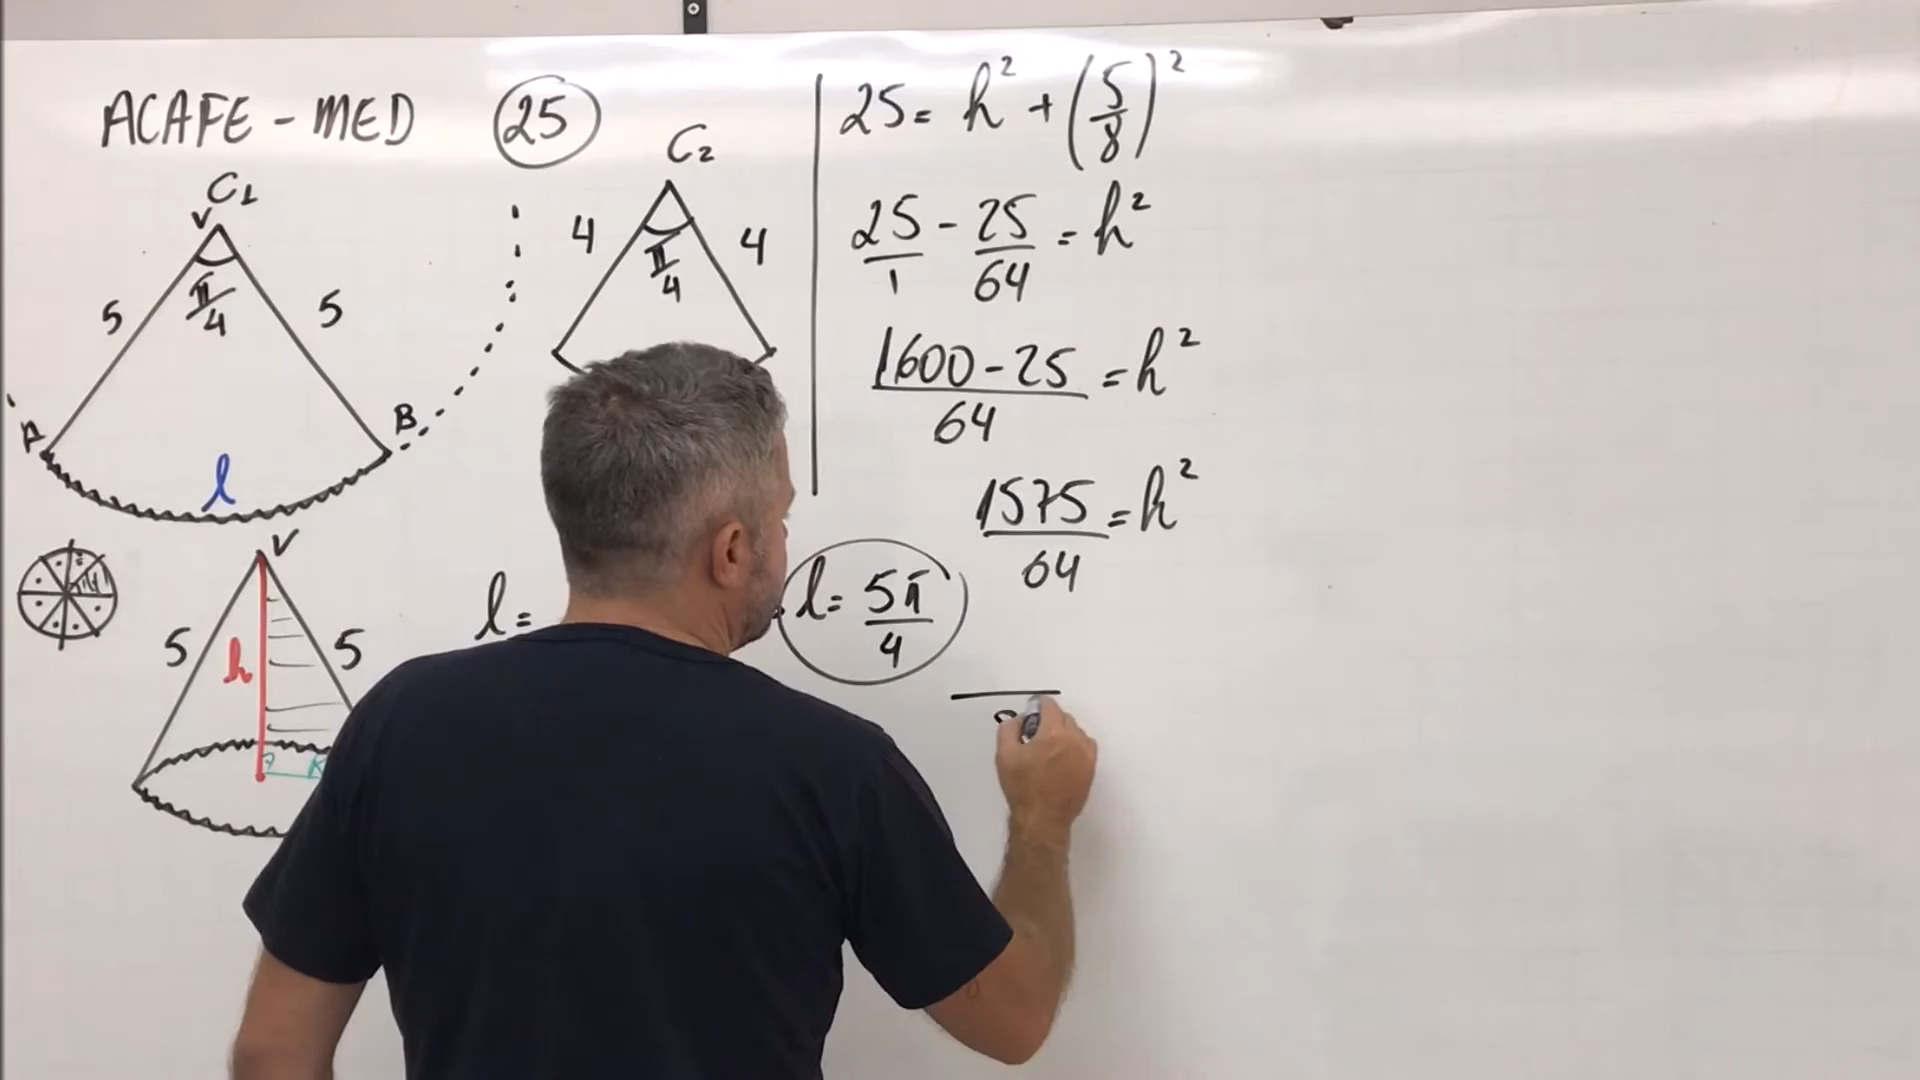 ACAFE - MED 25
C1
V
π/4
5 5
A B
l
C2
4 4
π/4
V
5 5
h
R
l =
l = 5π/4
25 = h² + (5/8)²
25/1 - 25/64 = h²
1600 - 25/64 = h²
1575/64 = h²